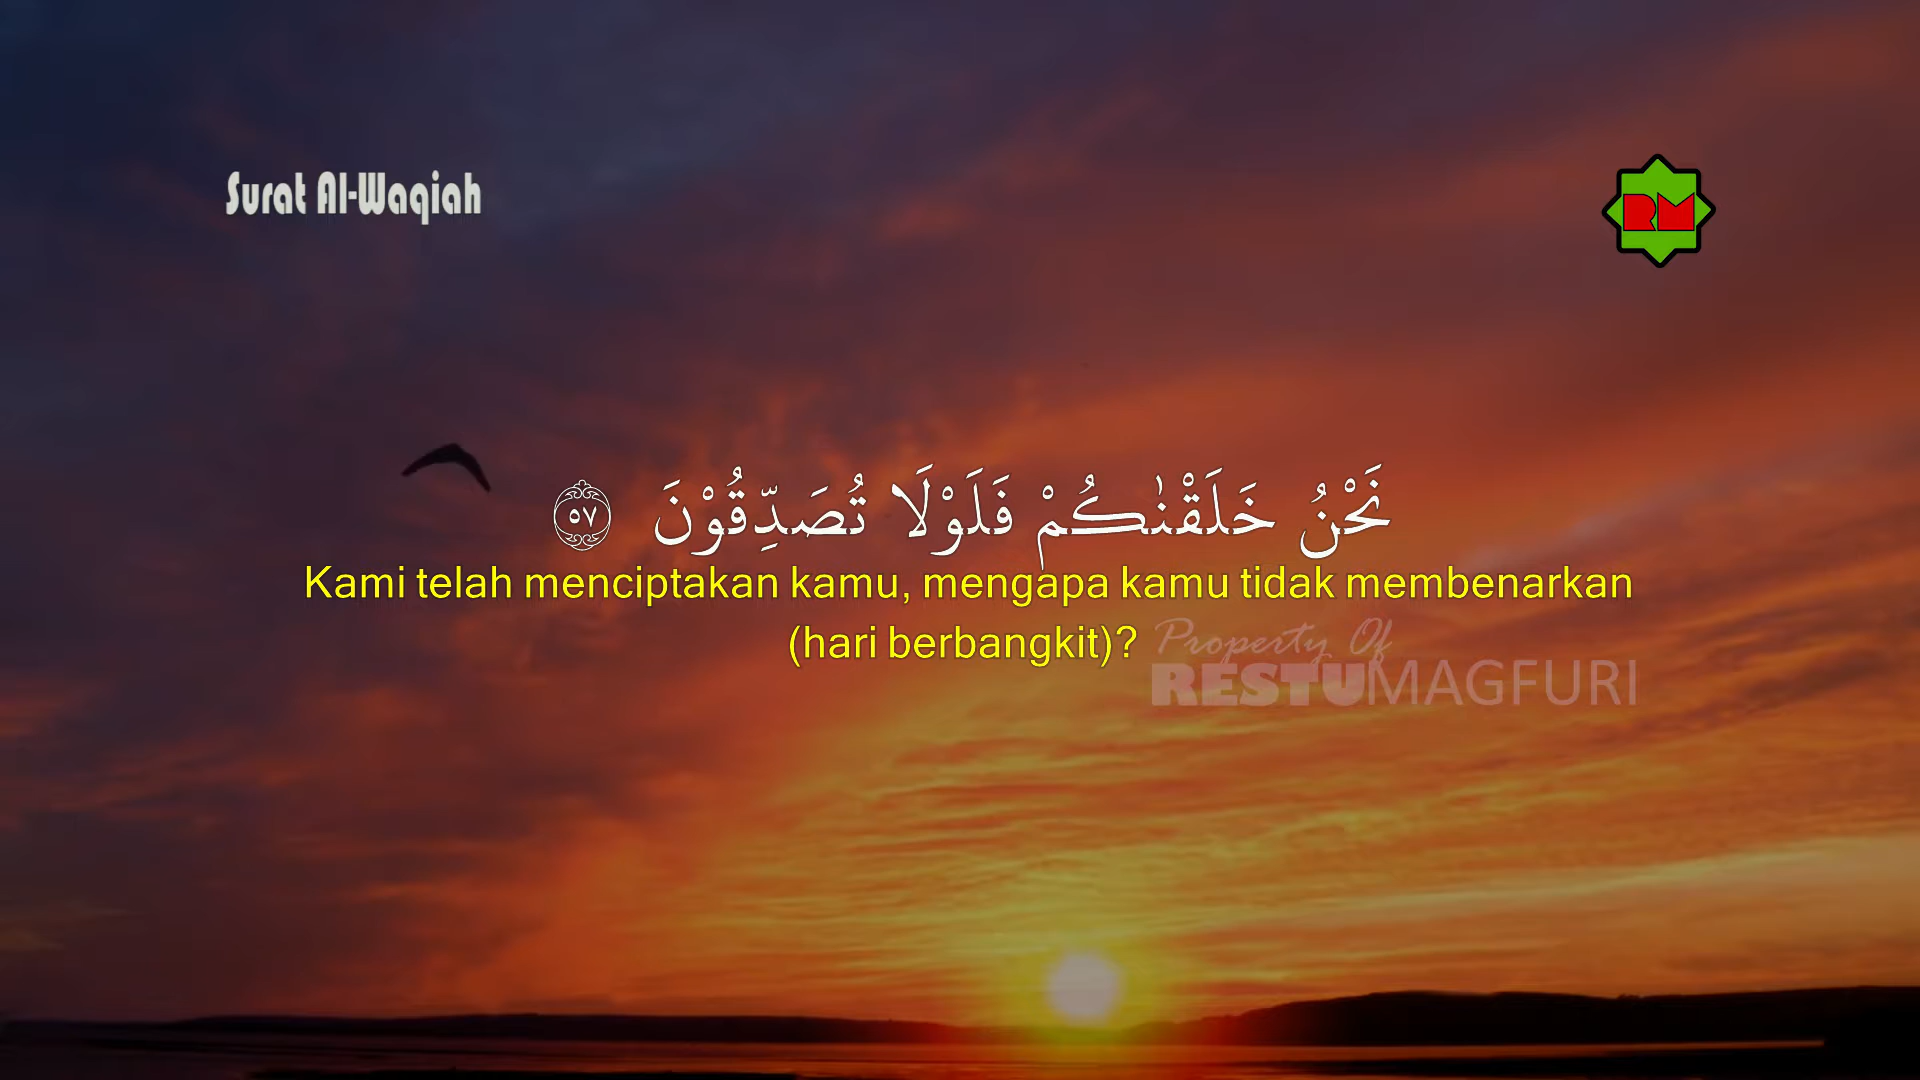 Surat Al-Waqiah
RM
نَحْنُ خَلَقْنٰكُمْ فَلَوْلَا تُصَدِّقُوْنَ ٥٧
Kami telah menciptakan kamu, mengapa kamu tidak membenarkan
(hari berbangkit)?
Property Of
RESTUMAGFURI